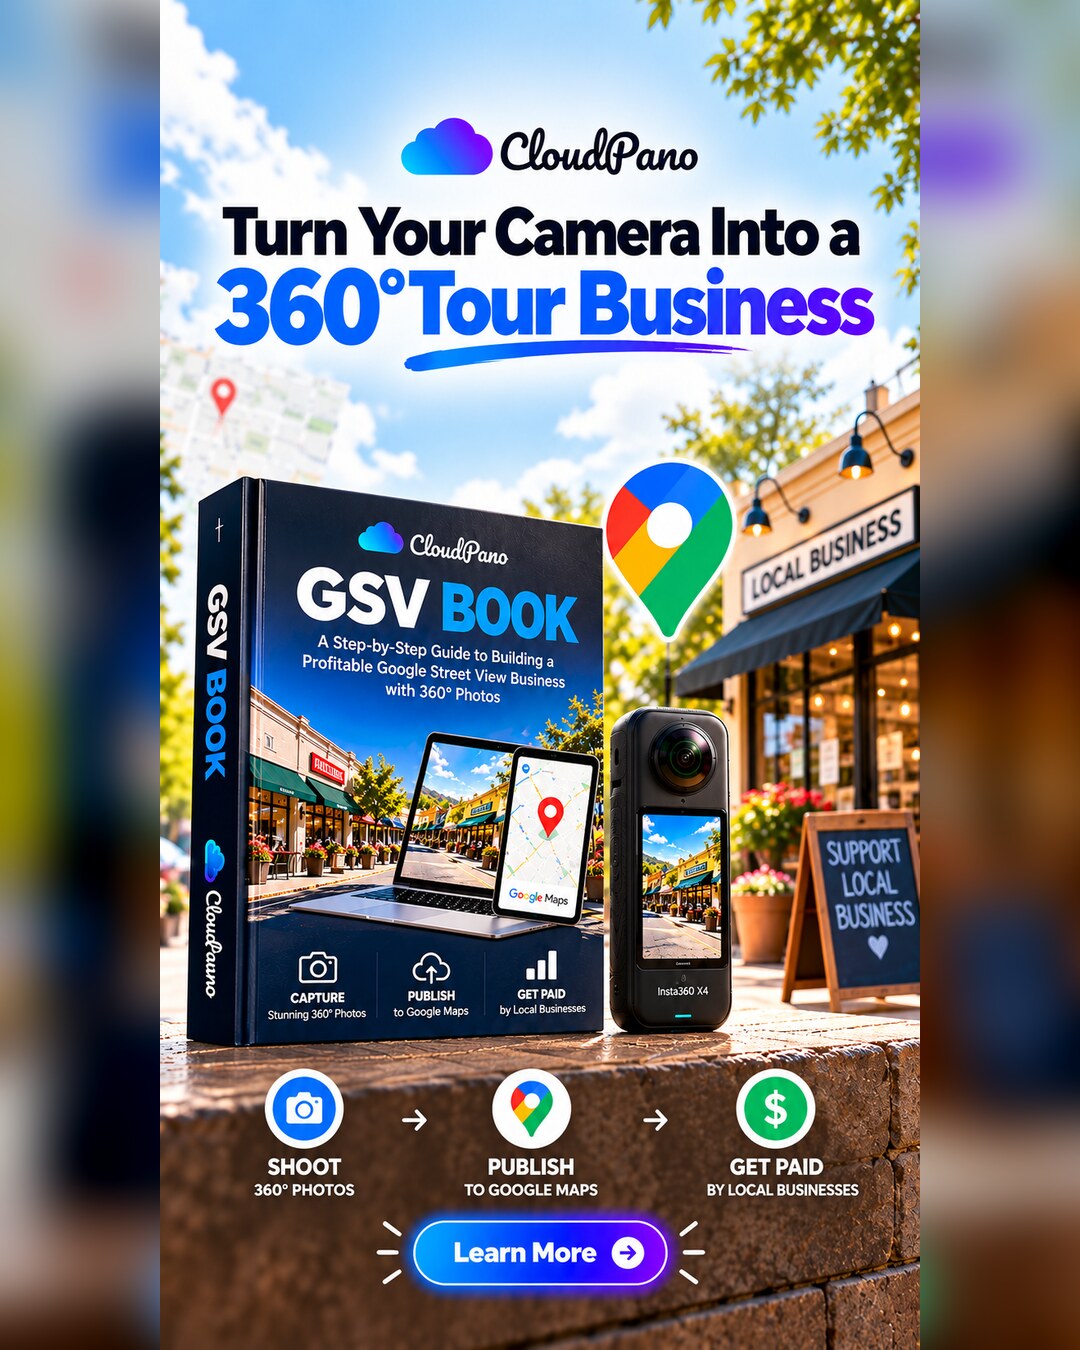 CloudPano
Turn Your Camera Into a
360° Tour Business
CloudPano
GSV BOOK
A Step-by-Step Guide to Building a
Profitable Google Street View Business
with 360° Photos
GSV BOOK
CloudPauno
Google Maps
CAPTURE
Stunning 360° Photos
PUBLISH
to Google Maps
GET PAID
by Local Businesses
LOCAL BUSINESS
Insta360 X4
SUPPORT
LOCAL
BUSINESS
SHOOT
360° PHOTOS
PUBLISH
TO GOOGLE MAPS
GET PAID
BY LOCAL BUSINESSES
Learn More